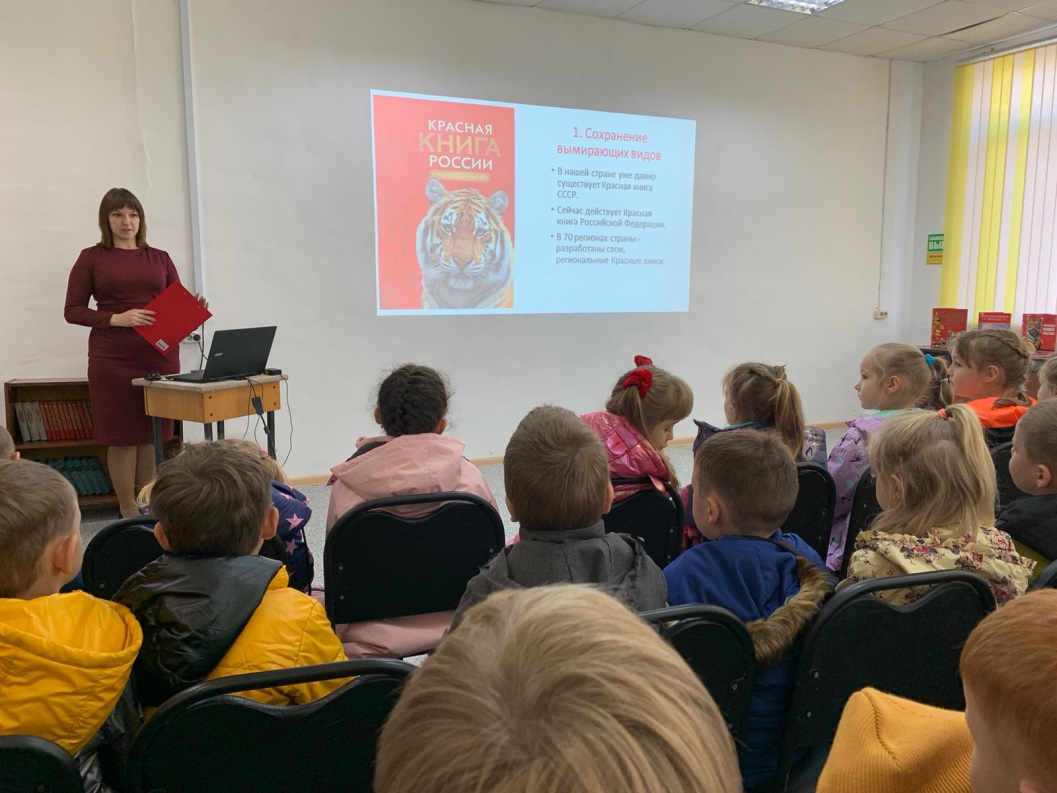 КРАСНАЯ
КНИГА
РОССИИ
1. Сохранение
вымирающих видов
• В нашей стране уже давно
существует Красная книга
СССР.
• Сейчас действует Красная
книга Российской Федерации.
• В 70 регионах страны -
разработаны свои,
региональные Красные книги.